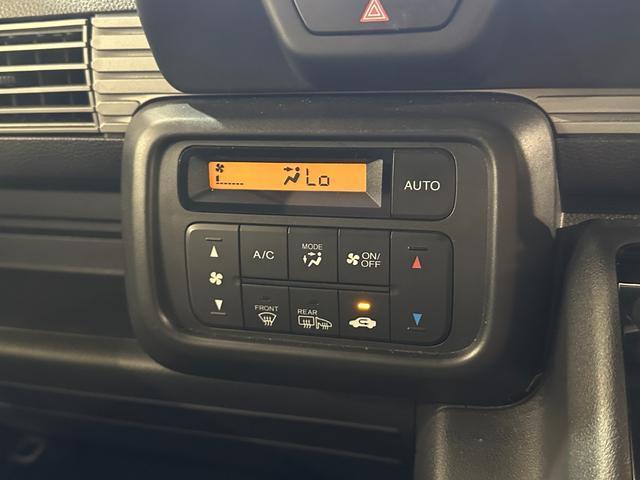 Lo
AUTO
A/C
MODE
ON/
OFF
FRONT
REAR